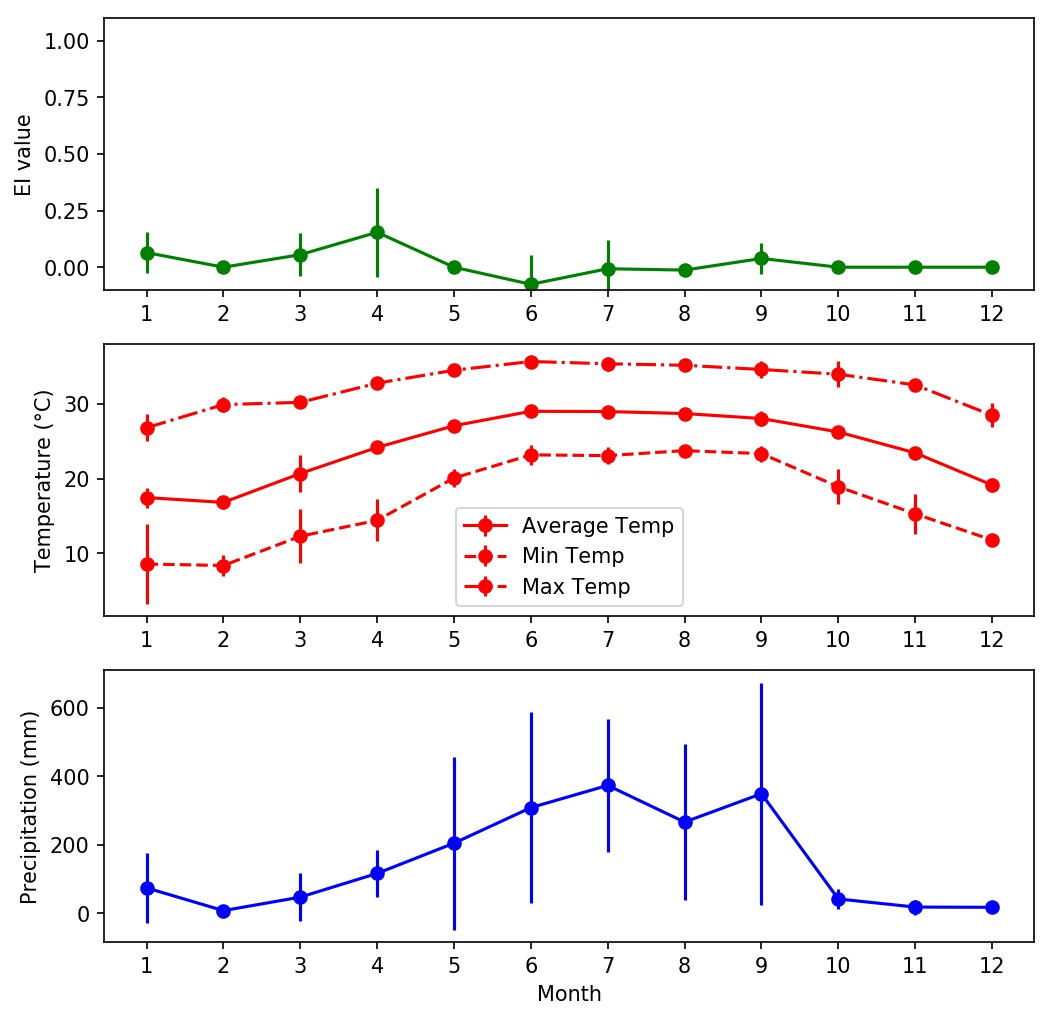 1.00
0.75
0.50
0.25
0.00
EI value
1 2 3 4 5 6 7 8 9 10 11 12
30
20
10
Temperature (°C)
Average Temp
Min Temp
Max Temp
1 2 3 4 5 6 7 8 9 10 11 12
600
400
200
0
Precipitation (mm)
1 2 3 4 5 6 7 8 9 10 11 12
Month